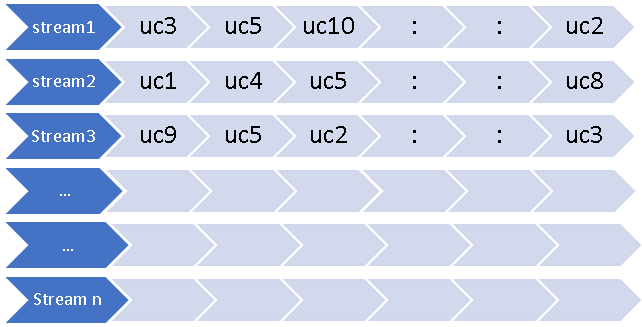 stream1 uc3 uc5 uc10 : : uc2
stream2 uc1 uc4 uc5 : : uc8
Stream3 uc9 uc5 uc2 : : uc3
...
...
Stream n